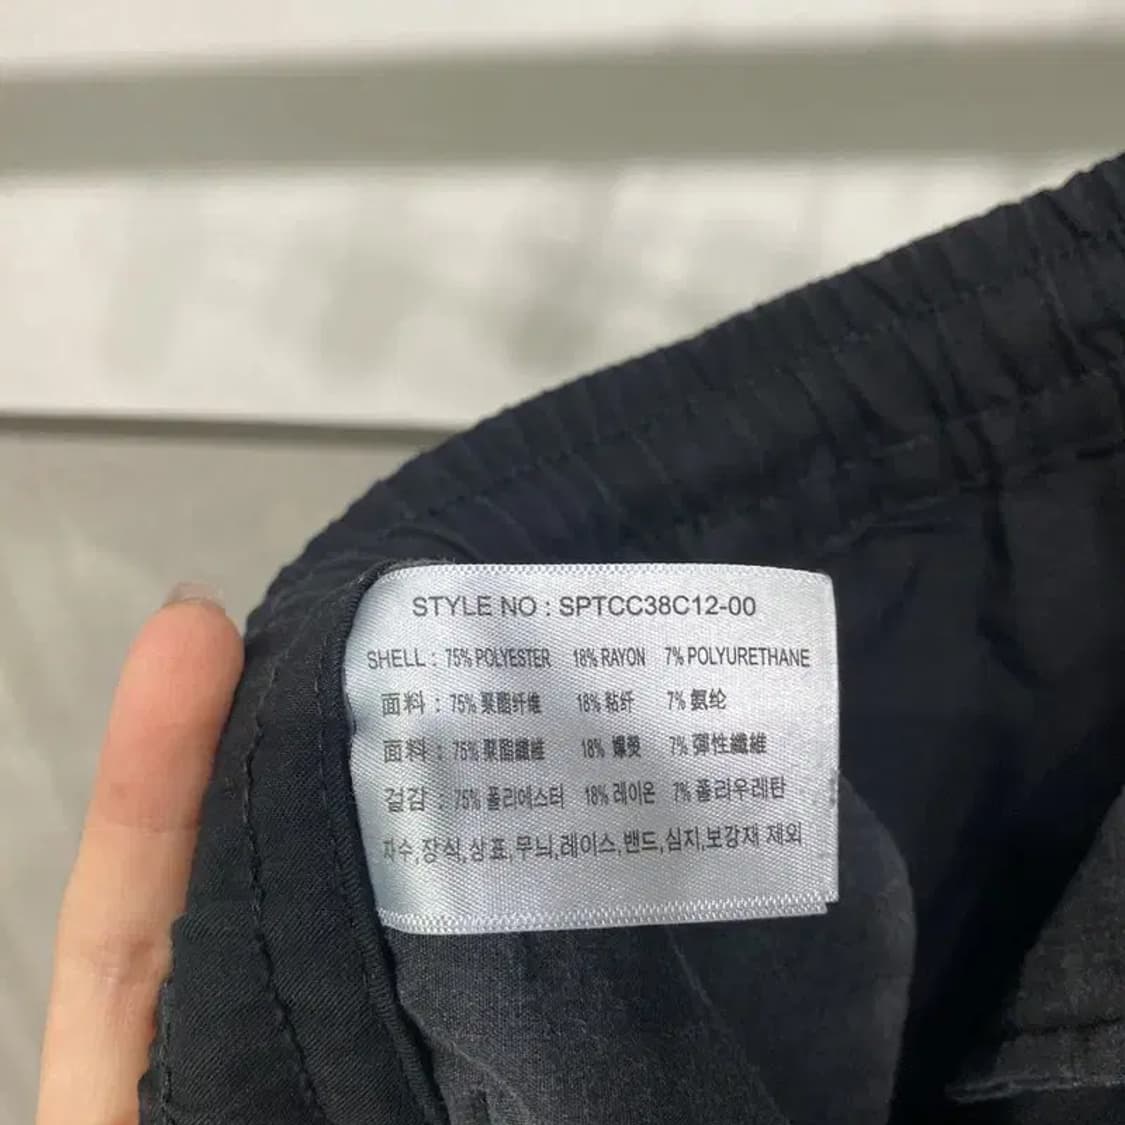 STYLE NO : SPTCC38C12-00
SHELL : 75% POLYESTER 18% RAYON 7% POLYURETHANE
面料 : 75% 聚酯纤维 18% 粘纤 7% 氨纶
面料 : 75% 聚酯纖維 18% 7% 彈性纖維
겉감 : 75% 폴리에스터 18% 레이온 7% 폴리우레탄
자수,장식,상표,무늬,레이스,밴드,심지,보강재 제외